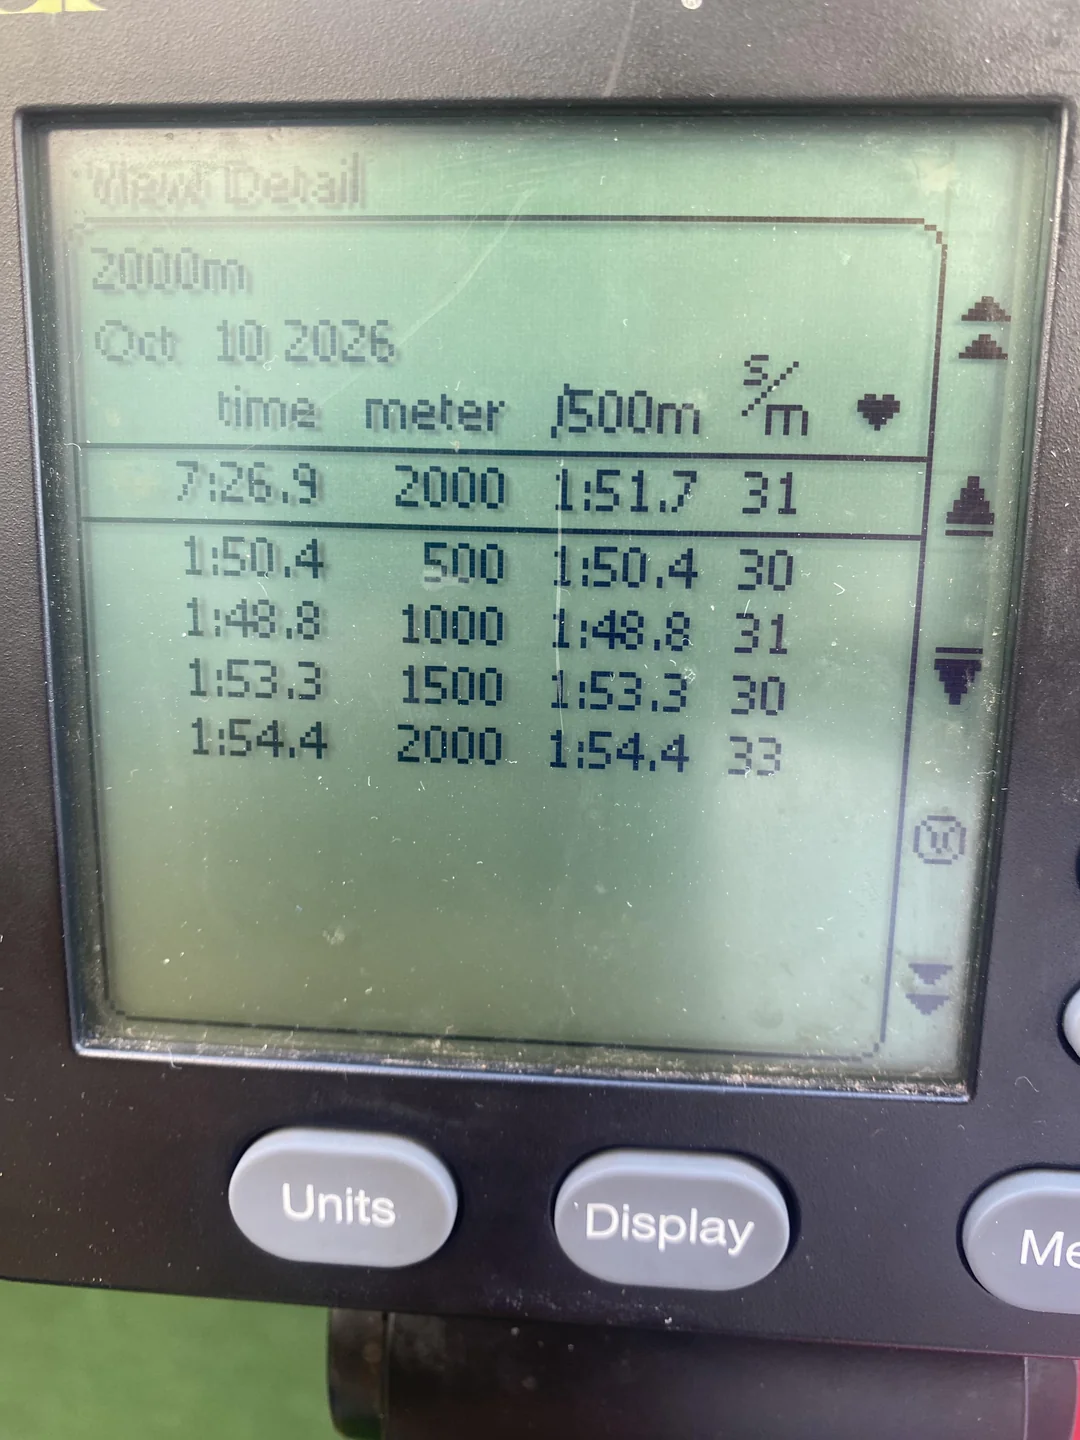 View Detail
2000m
Oct 10 2026
time meter /500m s/m
7:26.9 2000 1:51.7 31
1:50.4 500 1:50.4 30
1:48.8 1000 1:48.8 31
1:53.3 1500 1:53.3 30
1:54.4 2000 1:54.4 33
Units Display Me